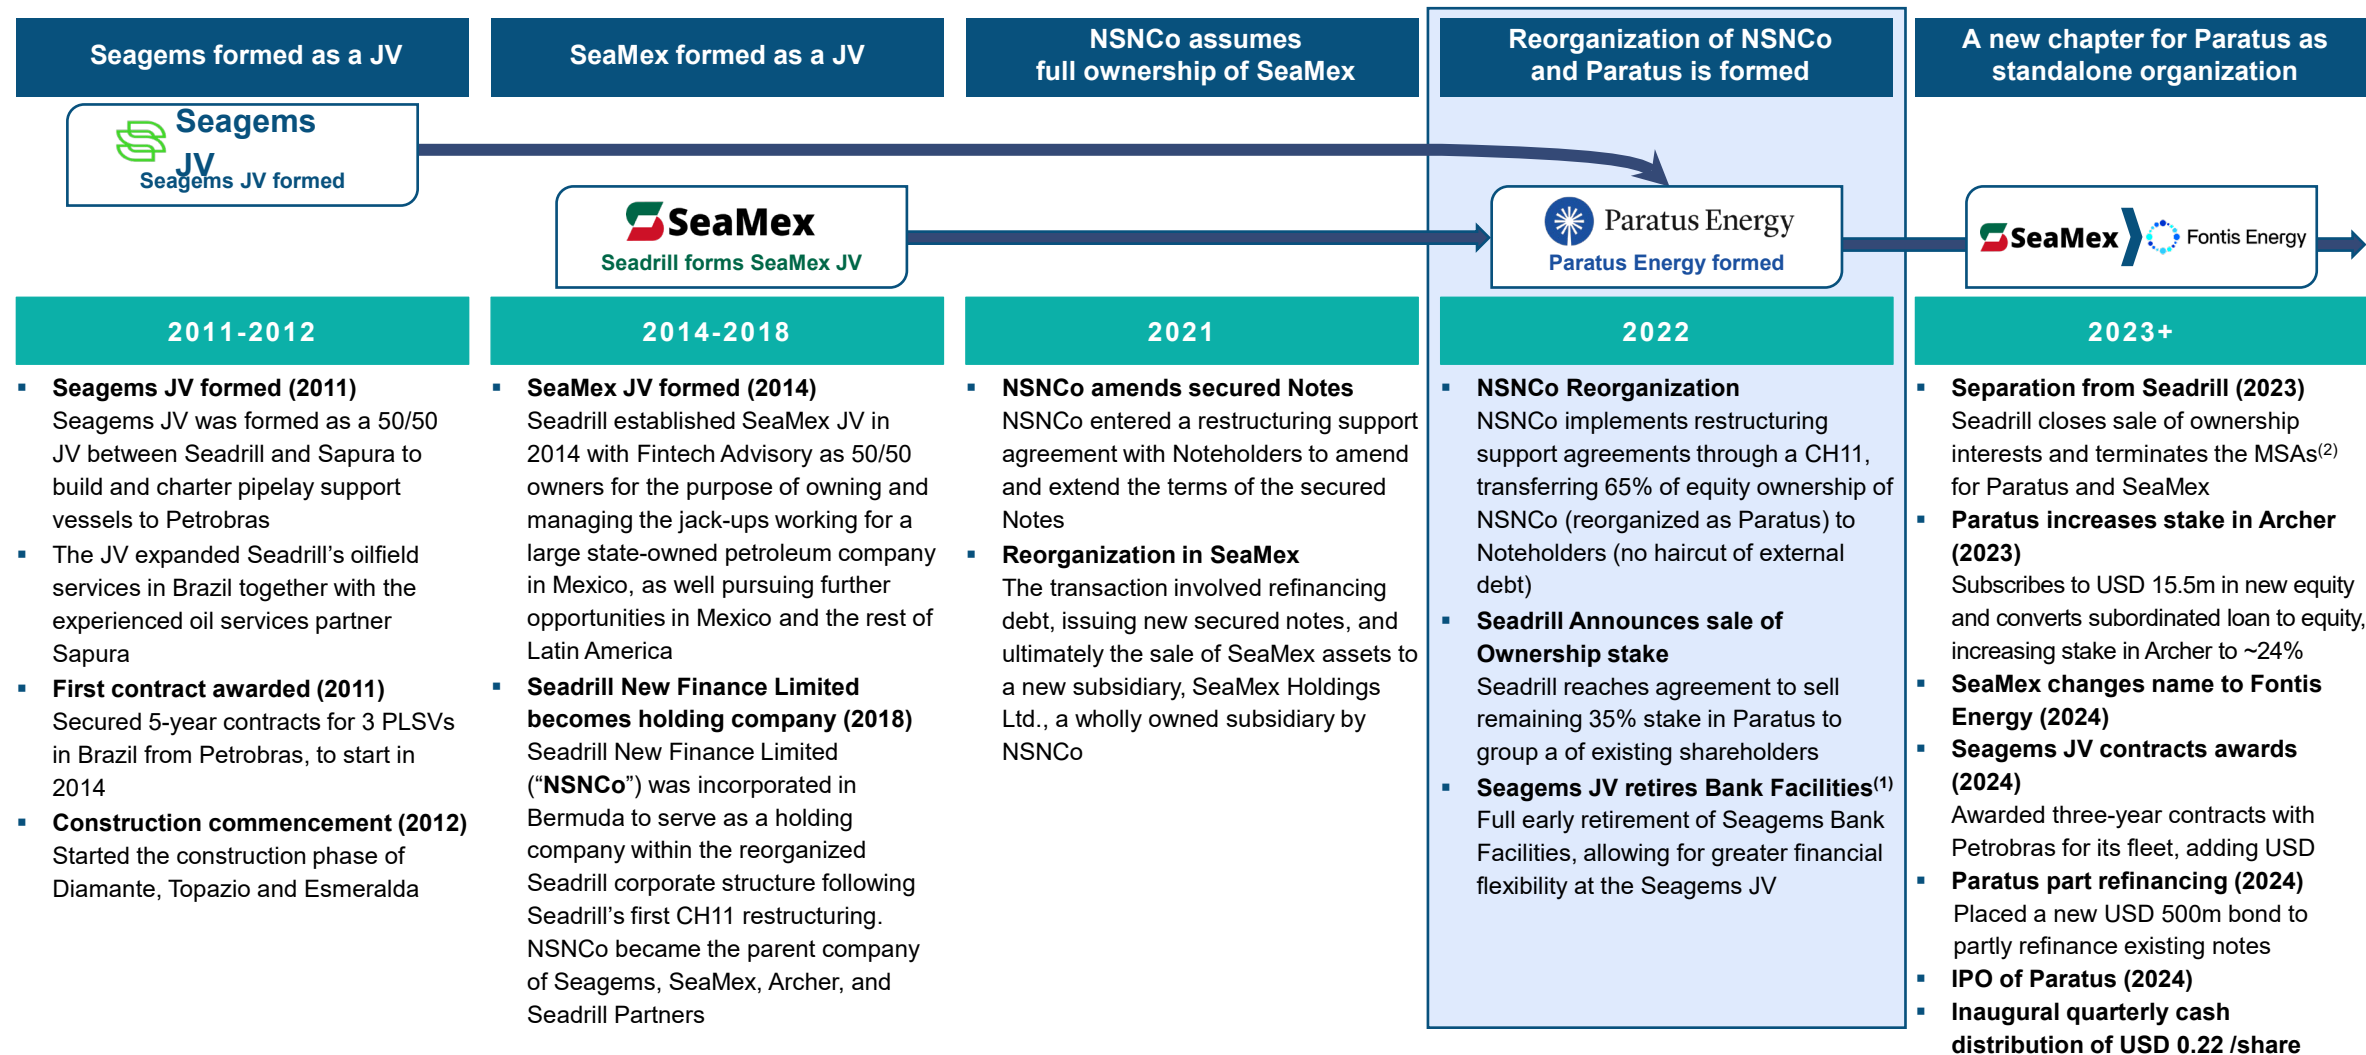 Seagems formed as a JV
SeaMex formed as a JV
NSNCo assumes
full ownership of SeaMex
Reorganization of NSNCo
and Paratus is formed
A new chapter for Paratus as
standalone organization
Seagems
JV
Seagems JV formed
SeaMex
Seadrill forms SeaMex JV
Paratus Energy
Paratus Energy formed
SeaMex
Fontis Energy
2011-2012
2014-2018
2021
2022
2023+
▪ Seagems JV formed (2011)
Seagems JV was formed as a 50/50
JV between Seadrill and Sapura to
build and charter pipelay support
vessels to Petrobras
▪ The JV expanded Seadrill’s oilfield
services in Brazil together with the
experienced oil services partner
Sapura
▪ First contract awarded (2011)
Secured 5-year contracts for 3 PLSVs
in Brazil from Petrobras, to start in
2014
▪ Construction commencement (2012)
Started the construction phase of
Diamante, Topazio and Esmeralda
▪ SeaMex JV formed (2014)
Seadrill established SeaMex JV in
2014 with Fintech Advisory as 50/50
owners for the purpose of owning and
managing the jack-ups working for a
large state-owned petroleum company
in Mexico, as well pursuing further
opportunities in Mexico and the rest of
Latin America
▪ Seadrill New Finance Limited
becomes holding company (2018)
Seadrill New Finance Limited
(“NSNCo”) was incorporated in
Bermuda to serve as a holding
company within the reorganized
Seadrill corporate structure following
Seadrill’s first CH11 restructuring.
NSNCo became the parent company
of Seagems, SeaMex, Archer, and
Seadrill Partners
▪ NSNCo amends secured Notes
NSNCo entered a restructuring support
agreement with Noteholders to amend
and extend the terms of the secured
Notes
▪ Reorganization in SeaMex
The transaction involved refinancing
debt, issuing new secured notes, and
ultimately the sale of SeaMex assets to
a new subsidiary, SeaMex Holdings
Ltd., a wholly owned subsidiary by
NSNCo
▪ NSNCo Reorganization
NSNCo implements restructuring
support agreements through a CH11,
transferring 65% of equity ownership of
NSNCo (reorganized as Paratus) to
Noteholders (no haircut of external
debt)
▪ Seadrill Announces sale of
Ownership stake
Seadrill reaches agreement to sell
remaining 35% stake in Paratus to
group a of existing shareholders
▪ Seagems JV retires Bank Facilities(1)
Full early retirement of Seagems Bank
Facilities, allowing for greater financial
flexibility at the Seagems JV
▪ Separation from Seadrill (2023)
Seadrill closes sale of ownership
interests and terminates the MSAs(2)
for Paratus and SeaMex
▪ Paratus increases stake in Archer
(2023)
Subscribes to USD 15.5m in new equity
and converts subordinated loan to equity,
increasing stake in Archer to ~24%
▪ SeaMex changes name to Fontis
Energy (2024)
▪ Seagems JV contracts awards
(2024)
Awarded three-year contracts with
Petrobras for its fleet, adding USD
▪ Paratus part refinancing (2024)
Placed a new USD 500m bond to
partly refinance existing notes
▪ IPO of Paratus (2024)
▪ Inaugural quarterly cash
distribution of USD 0.22 /share